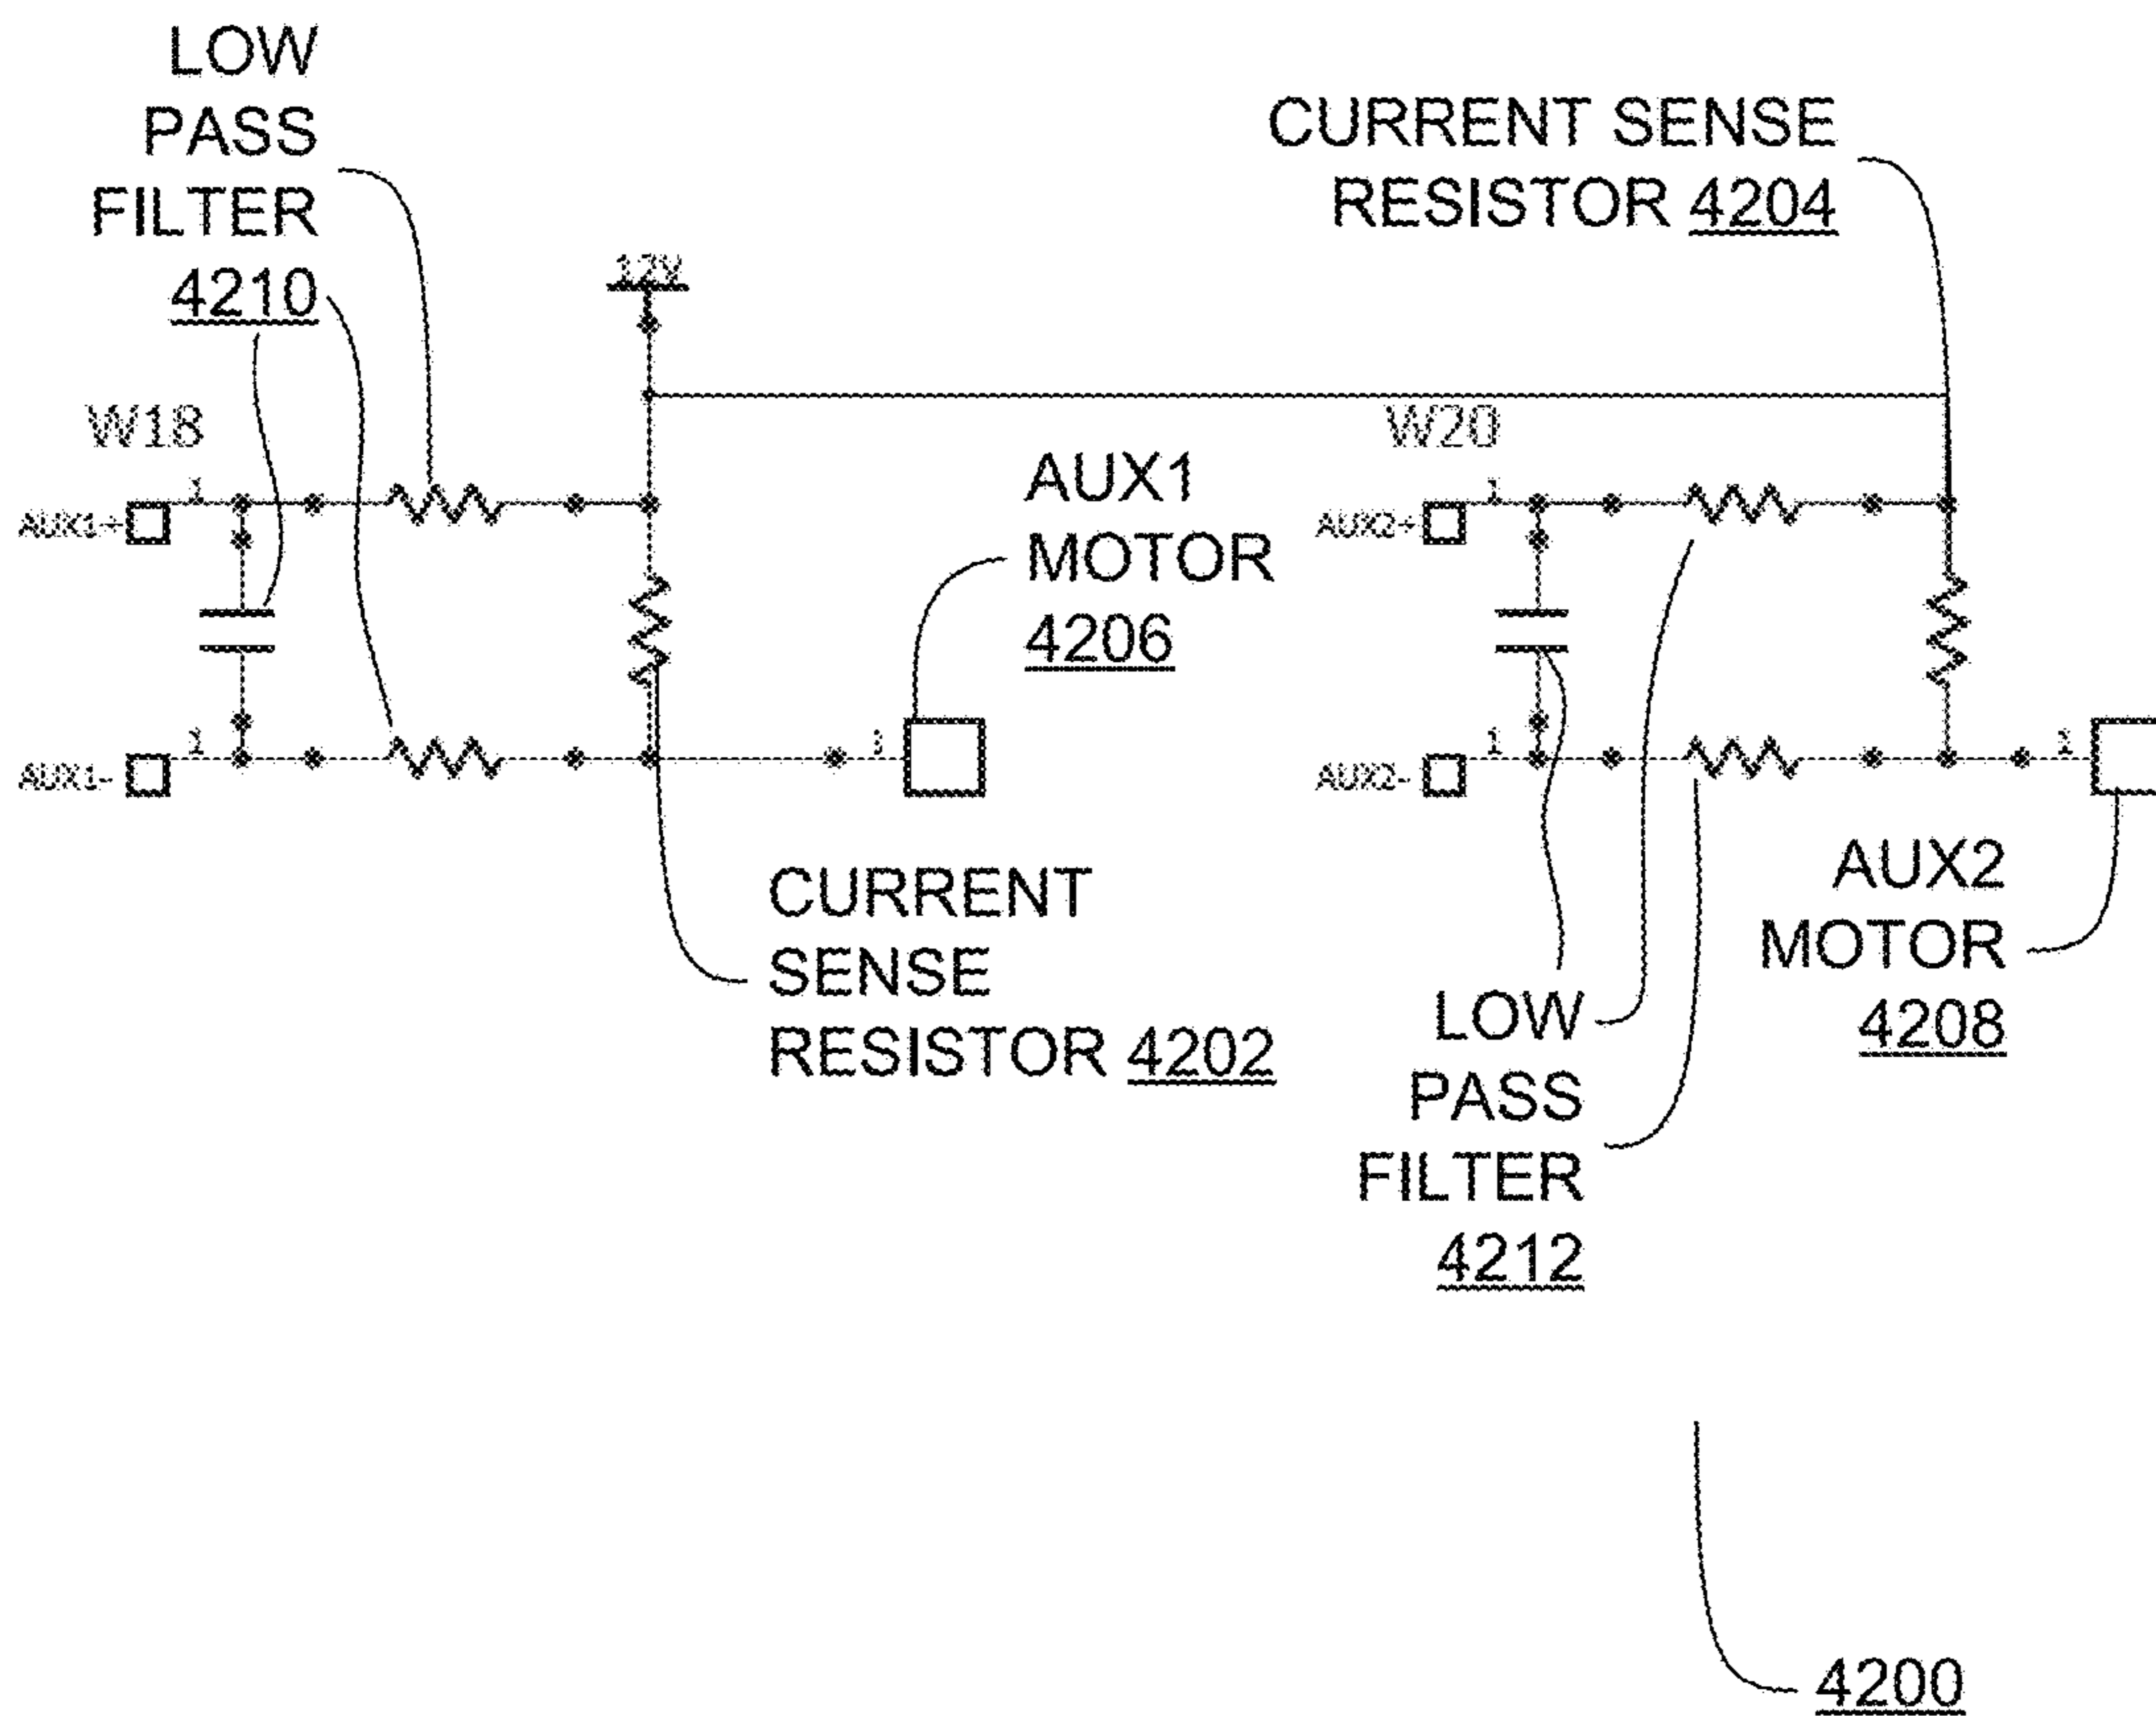 LOW
PASS
FILTER
4210
CURRENT SENSE
RESISTOR 4204
12V
W18
W20
1
AUX1+
AUX1
MOTOR
4206
1
AUX2+
1
AUX1-
1
1
AUX2-
1
CURRENT
SENSE
RESISTOR 4202
AUX2
MOTOR
4208
LOW
PASS
FILTER
4212
4200